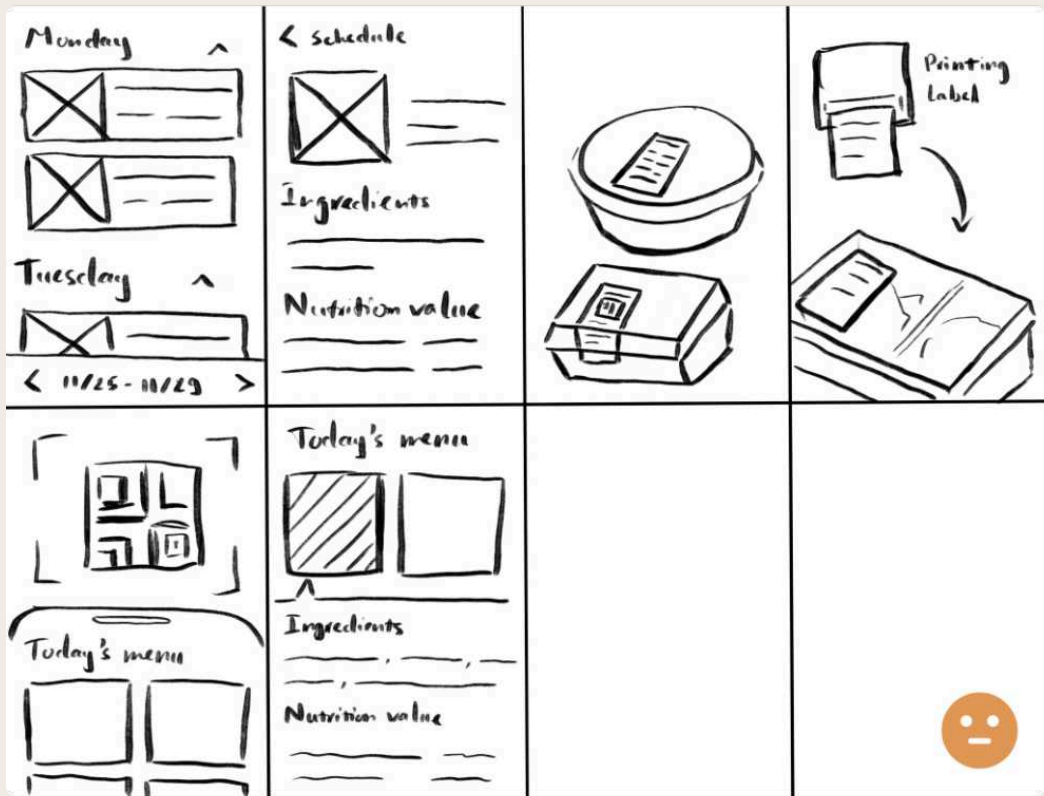 Monday
Tuesday
< 11/25 - 11/29 >
< schedule
Ingredients
Nutrition value
Printing
Label
Today's menu
Today's menu
Ingredients
Nutrition value